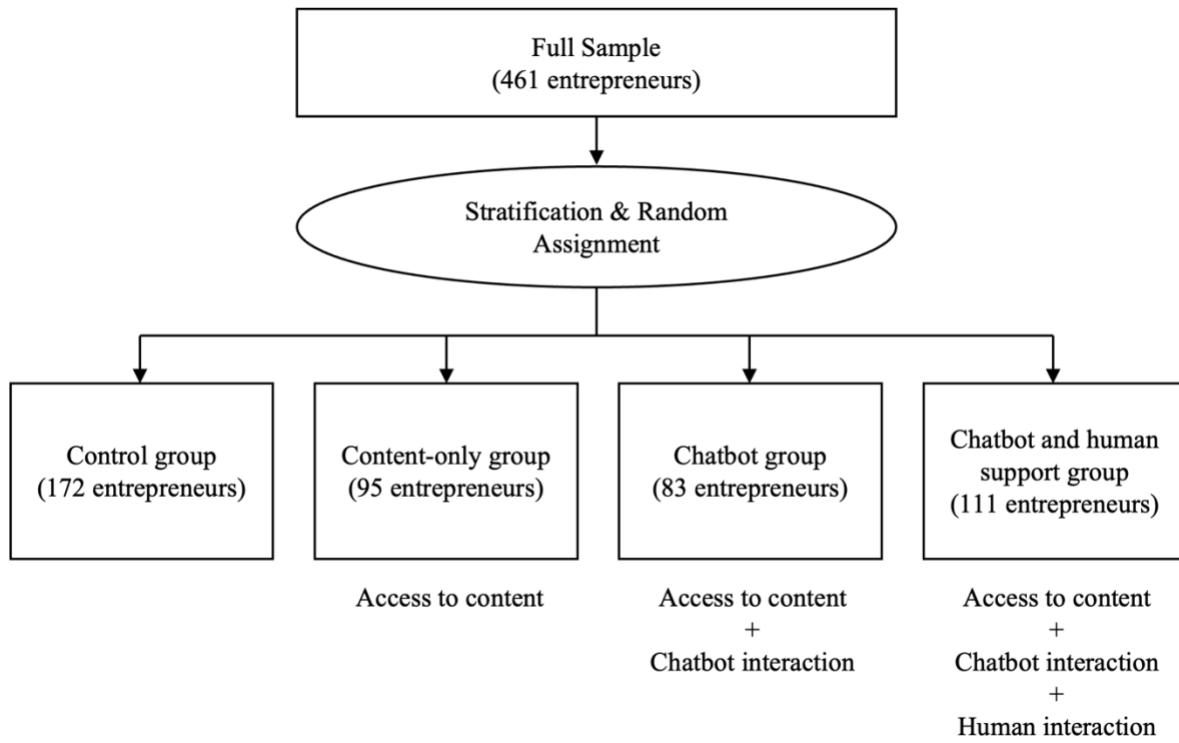 Full Sample
(461 entrepreneurs)
Stratification & Random
Assignment
Control group
(172 entrepreneurs)
Content-only group
(95 entrepreneurs)
Chatbot group
(83 entrepreneurs)
Chatbot and human
support group
(111 entrepreneurs)
Access to content
Access to content
+
Chatbot interaction
Access to content
+
Chatbot interaction
+
Human interaction